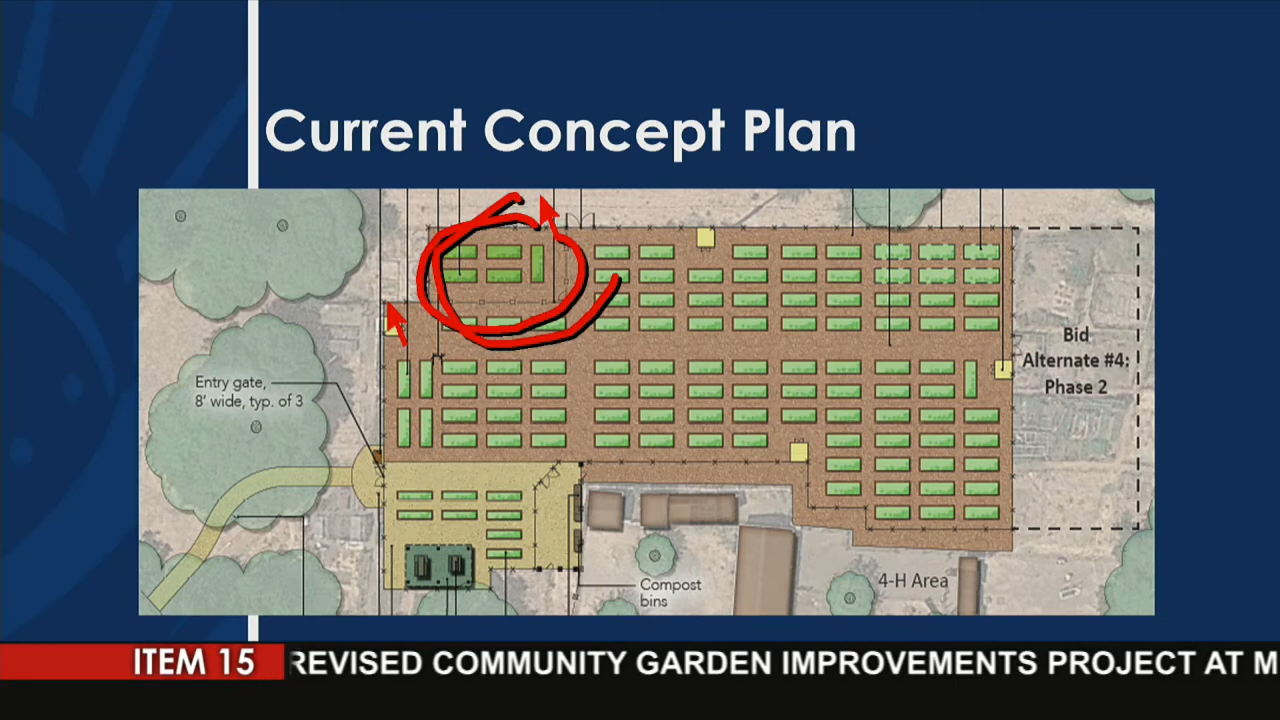 Current Concept Plan
Entry gate,
8' wide, typ. of 3
Bid
Alternate #4:
Phase 2
Compost
bins
4-H Area
ITEM 15 REVISED COMMUNITY GARDEN IMPROVEMENTS PROJECT AT M